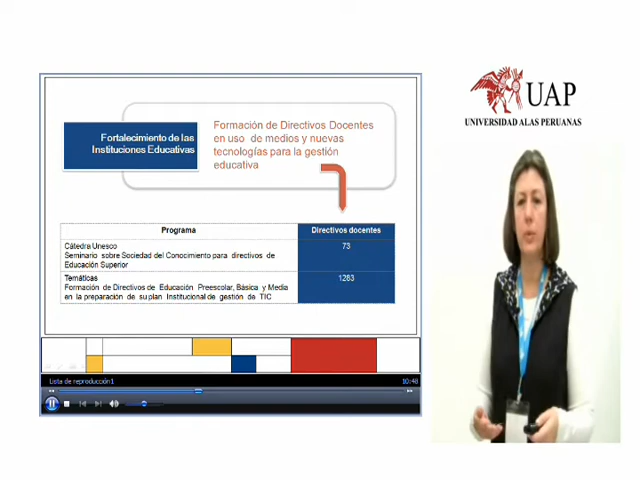 UAP
UNIVERSIDAD ALAS PERUANAS
Fortalecimiento de las
Instituciones Educativas
Formación de Directivos Docentes
en uso de medios y nuevas
tecnologías para la gestión
educativa
Programa
Directivos docentes
Cátedra Unesco
Seminario sobre Sociedad del Conocimiento para directivos de
Educación Superior
73
Temáticas
Formación de Directivos de Educación Preescolar, Básica y Media
en la preparación de su plan Institucional de gestión de TIC
1283
Lista de reproducción1
10:48